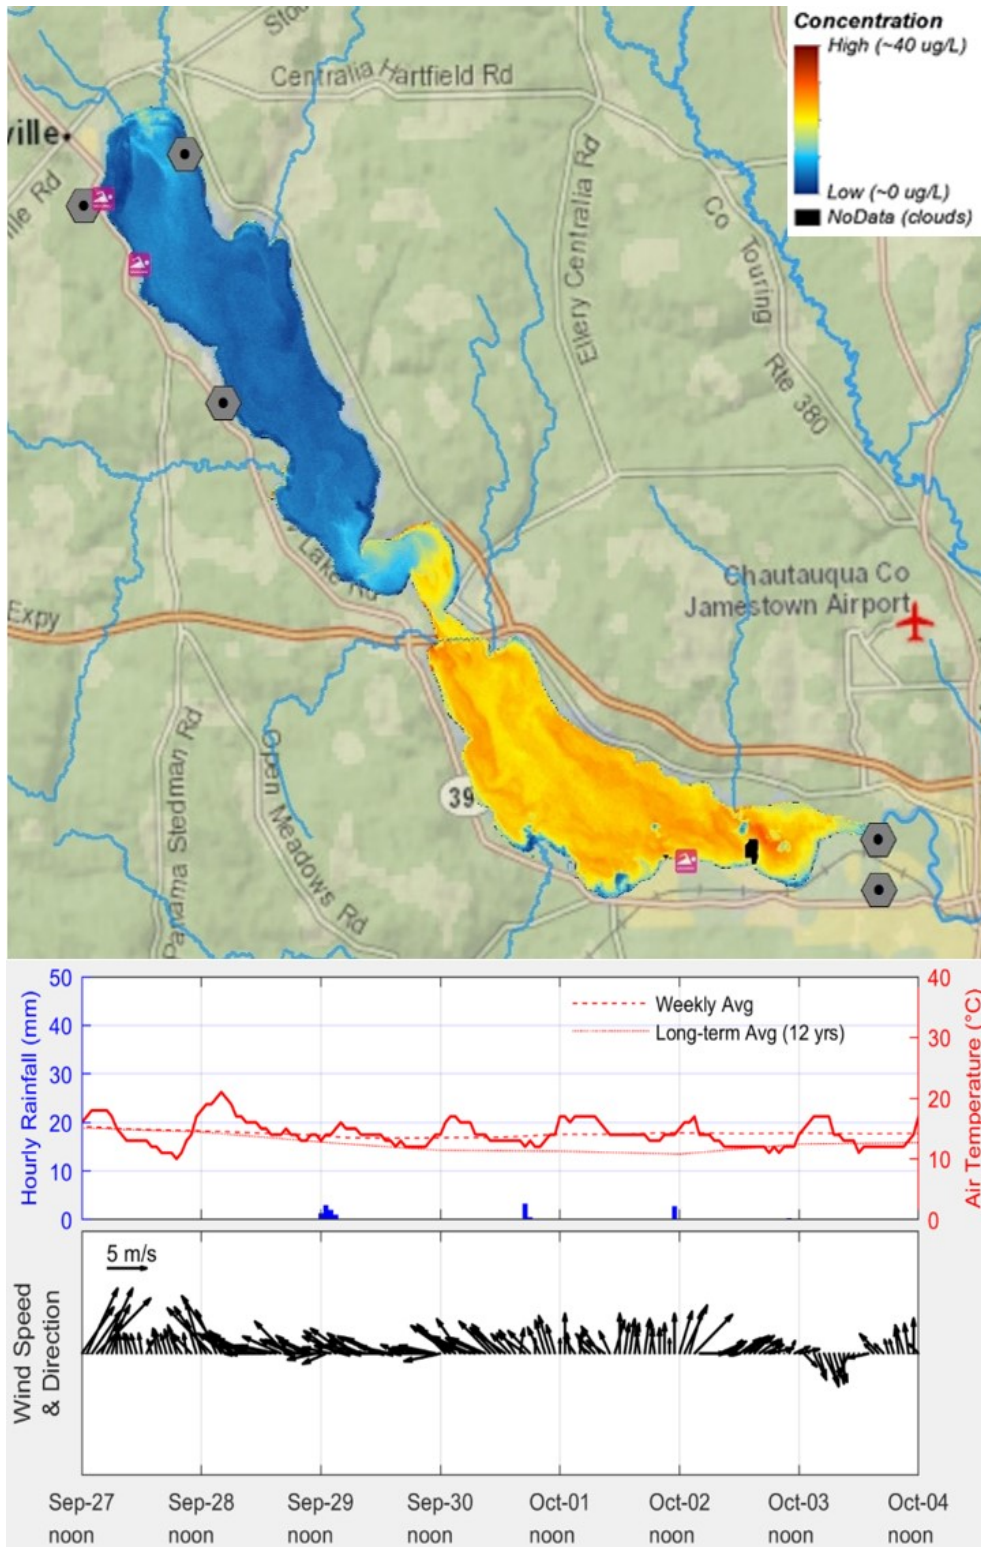 Concentration
High (~40 ug/L)
Low (~0 ug/L)
NoData (clouds)
Centralia Hartfield Rd
ville
Ellery Centralia Rd
Co Touring
Rte 380
Lake Rd
Chautauqua Co
Jamestown Airport
Expy
Panama Stedman Rd
Open Meadows Rd
39
50
40
30
20
10
0
Hourly Rainfall (mm)
Weekly Avg
Long-term Avg (12 yrs)
40
30
20
10
0
Air Temperature (°C)
5 m/s
Wind Speed
& Direction
Sep-27 Sep-28 Sep-29 Sep-30 Oct-01 Oct-02 Oct-03 Oct-04
noon noon noon noon noon noon noon noon